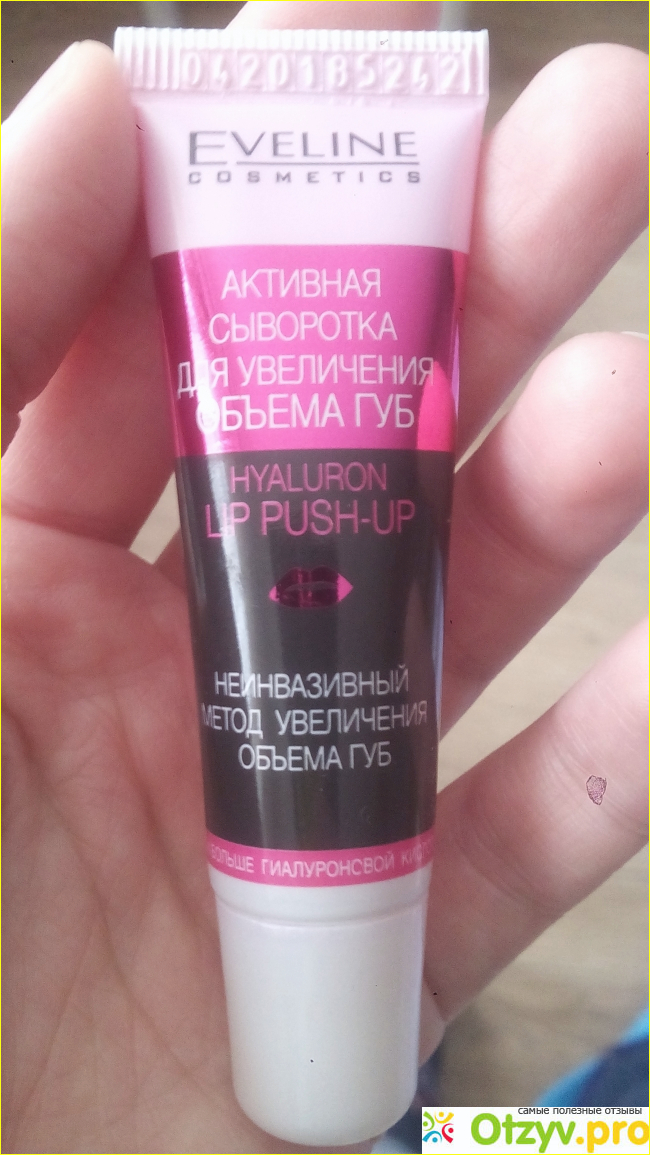 0420185242
EVELINE
COSMETICS
АКТИВНАЯ
СЫВОРОТКА
ДЛЯ УВЕЛИЧЕНИЯ
ОБЪЕМА ГУБ
HYALURON
LIP PUSH-UP
НЕИНВАЗИВНЫЙ
МЕТОД УВЕЛИЧЕНИЯ
ОБЪЕМА ГУБ
БОЛЬШЕ ГИАЛУРОНОВОЙ
самые полезные отзывы
Otzyv.pro